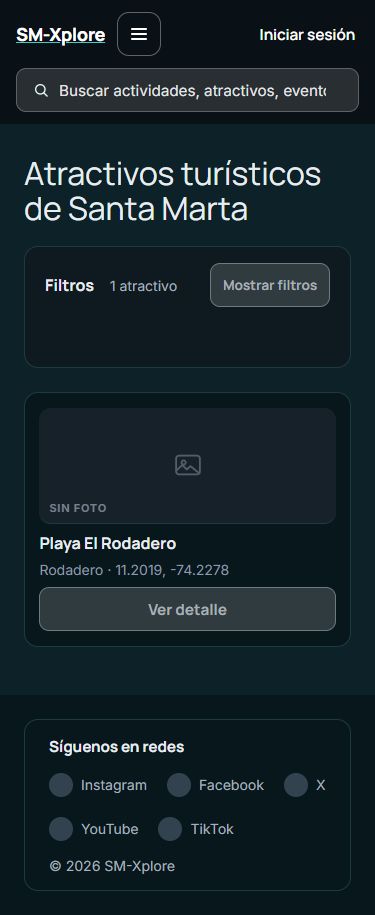 SM-Xplore
Iniciar sesión
Buscar actividades, atractivos, evento
Atractivos turísticos
de Santa Marta
Filtros
1 atractivo
Mostrar filtros
SIN FOTO
Playa El Rodadero
Rodadero · 11.2019, -74.2278
Ver detalle
Síguenos en redes
Instagram
Facebook
X
YouTube
TikTok
© 2026 SM-Xplore